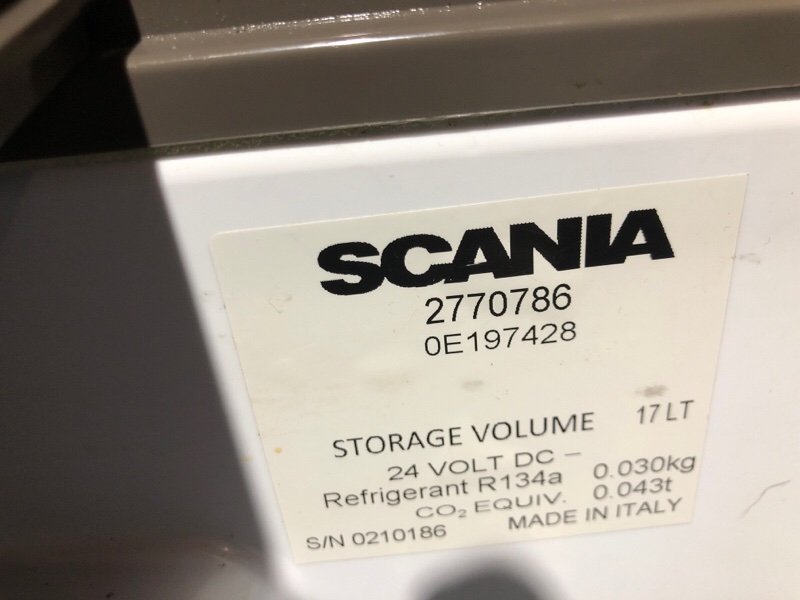 SCANIA
2770786
0E197428
STORAGE VOLUME 17 LT
24 VOLT DC –
Refrigerant R134a 0.030kg
CO₂ EQUIV. 0.043t
S/N 0210186 MADE IN ITALY